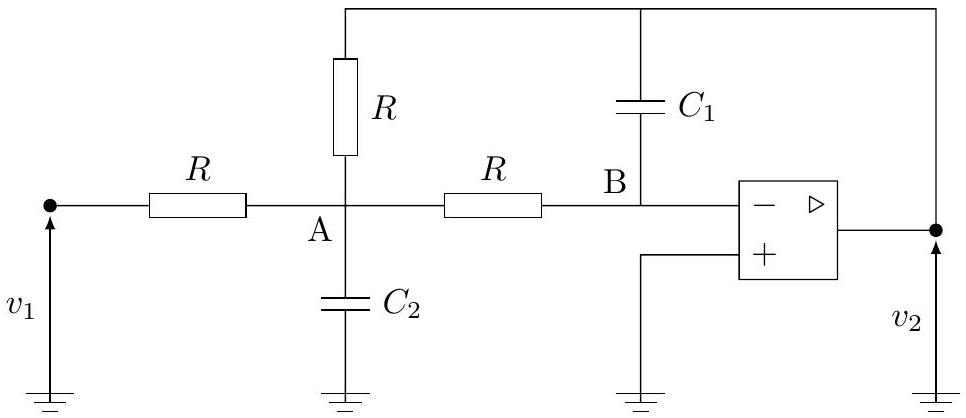 R
C₁
R
R
B
A
−
▷
+
C₂
v₁
v₂